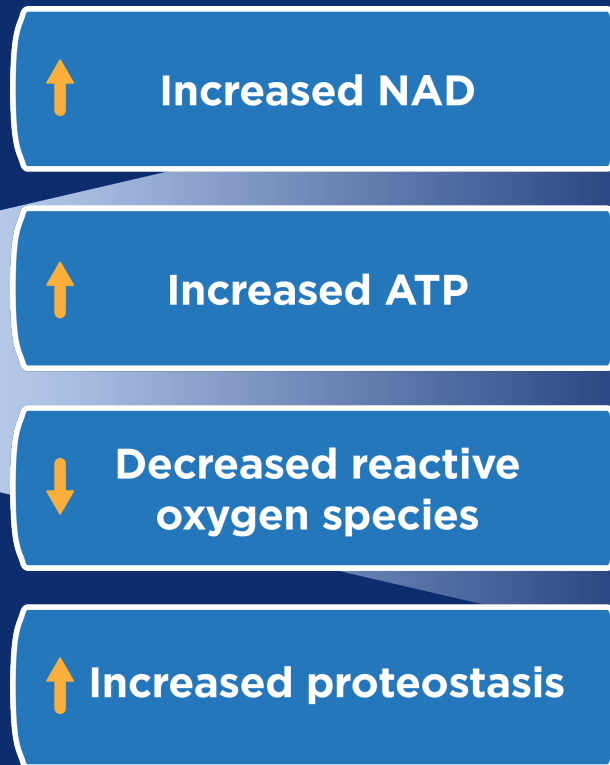 Increased NAD
Increased ATP
Decreased reactive
oxygen species
Increased proteostasis